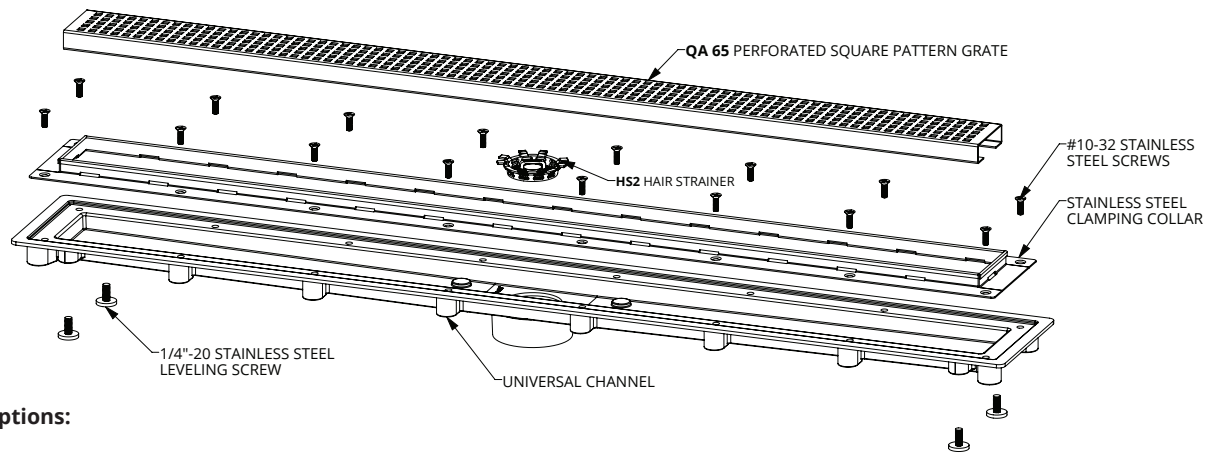 QA 65 PERFORATED SQUARE PATTERN GRATE
#10-32 STAINLESS
STEEL SCREWS
HS2 HAIR STRAINER
STAINLESS STEEL
CLAMPING COLLAR
1/4"-20 STAINLESS STEEL
LEVELING SCREW
UNIVERSAL CHANNEL
ptions: